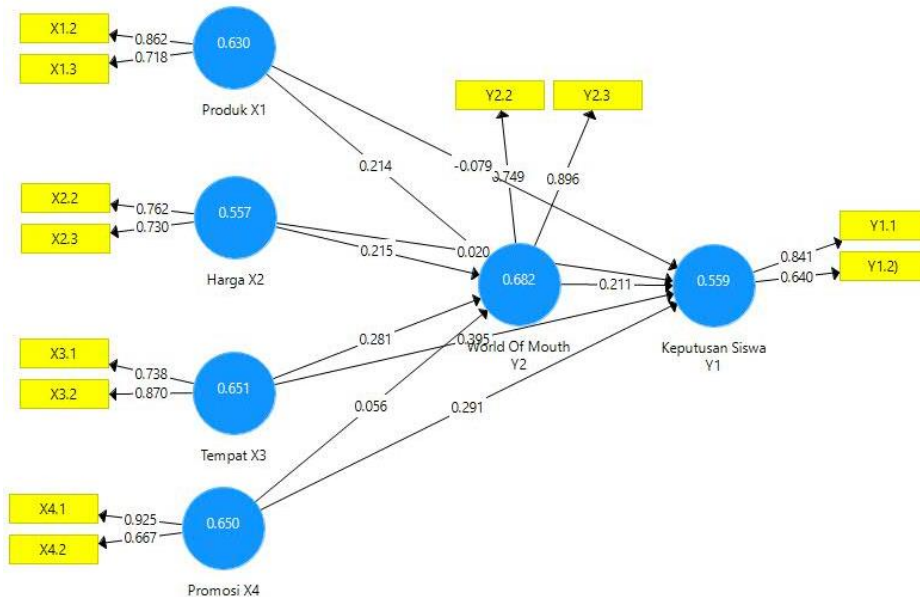 X1.2
0.862
X1.3
0.718
0.630
Produk X1
Y2.2
Y2.3
0.214
-0.079
0.749
0.896
X2.2
0.762
X2.3
0.730
0.557
Harga X2
0.215
0.020
0.682
World Of Mouth
Y2
0.211
0.559
Keputusan Siswa
Y1
Y1.1
0.841
Y1.2)
0.640
X3.1
0.738
X3.2
0.870
0.651
Tempat X3
0.281
0.395
0.056
0.291
X4.1
0.925
X4.2
0.667
0.650
Promosi X4